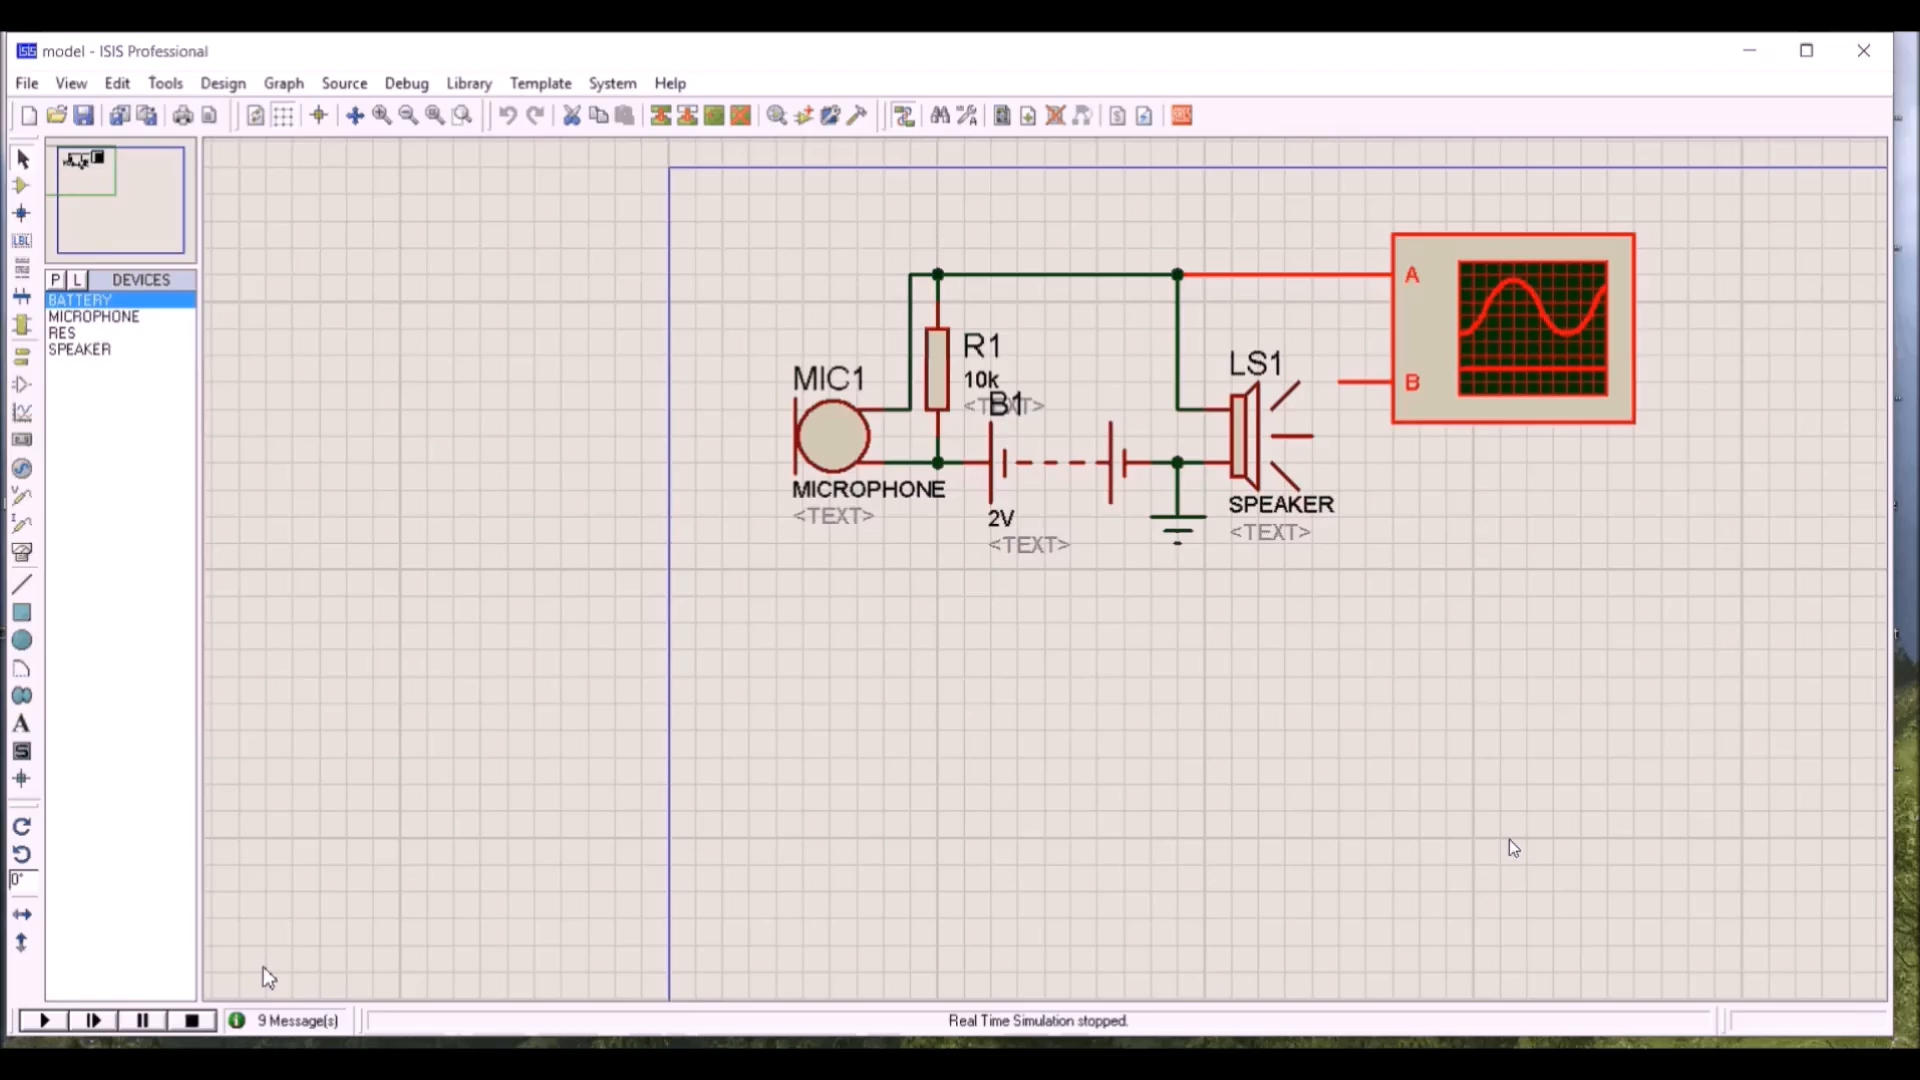 model - ISIS Professional
File View Edit Tools Design Graph Source Debug Library Template System Help
LBL
P L DEVICES
BATTERY
MICROPHONE
RES
SPEAKER
A
S
0°
A
B
R1
10k
<TEXT>
MIC1
MICROPHONE
<TEXT>
B1
2V
<TEXT>
LS1
SPEAKER
<TEXT>
9 Message(s)
Real Time Simulation stopped.